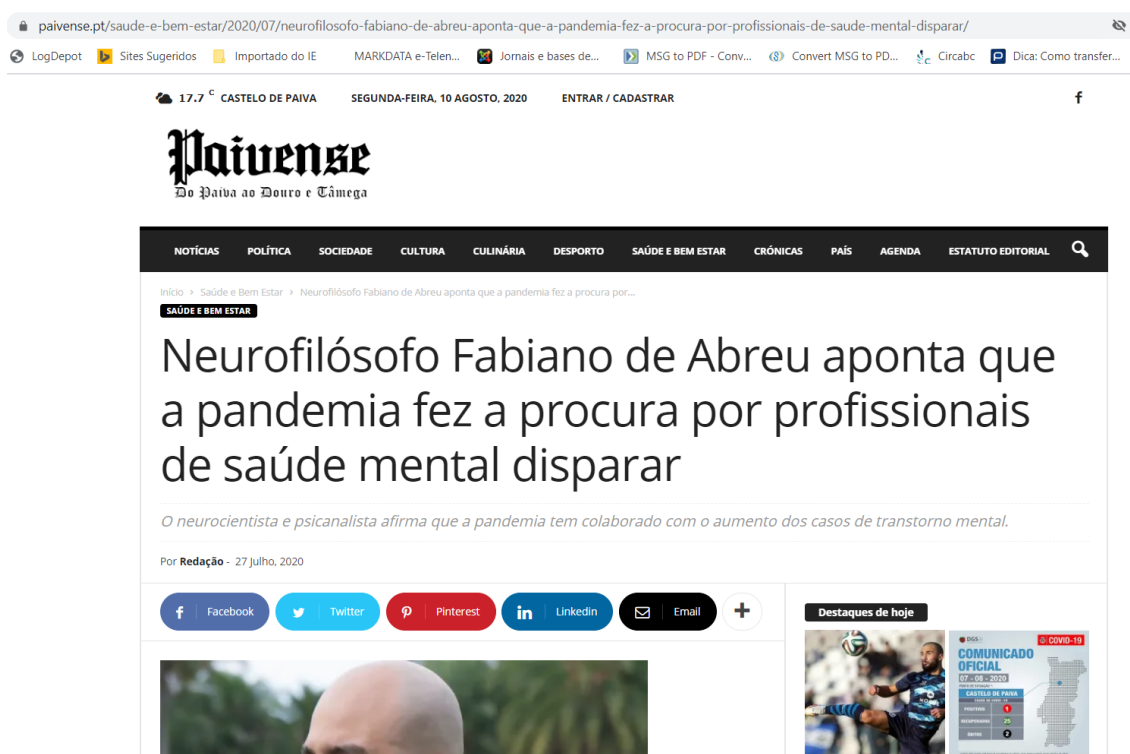 paivense.pt/saude-e-bem-estar/2020/07/neurofilosofo-fabiano-de-abreu-aponta-que-a-pandemia-fez-a-procura-por-profissionais-de-saude-mental-disparar/
LogDepot Sites Sugeridos Importado do IE MARKDATA e-Telen... Jornais e bases de... MSG to PDF - Conv... Convert MSG to PD... Circabc Dica: Como transfer...
17.7 C CASTELO DE PAIVA SEGUNDA-FEIRA, 10 AGOSTO, 2020 ENTRAR / CADASTRAR
Paivense
Do Paiva ao Douro e Tâmega
NOTÍCIAS POLÍTICA SOCIEDADE CULTURA CULINÁRIA DESPORTO SAÚDE E BEM ESTAR CRÓNICAS PAÍS AGENDA ESTATUTO EDITORIAL
Início › Saúde e Bem Estar › Neurofilósofo Fabiano de Abreu aponta que a pandemia fez a procura por...
SAÚDE E BEM ESTAR
Neurofilósofo Fabiano de Abreu aponta que
a pandemia fez a procura por profissionais
de saúde mental disparar
O neurocientista e psicanalista afirma que a pandemia tem colaborado com o aumento dos casos de transtorno mental.
Por Redação - 27 Julho, 2020
Facebook Twitter Pinterest Linkedin Email
Destaques de hoje
DGS COVID-19
COMUNICADO
OFICIAL
07 - 08 - 2020
CASTELO DE PAIVA
POSITIVOS 1
RECUPERADOS 25
ÓBITOS 2